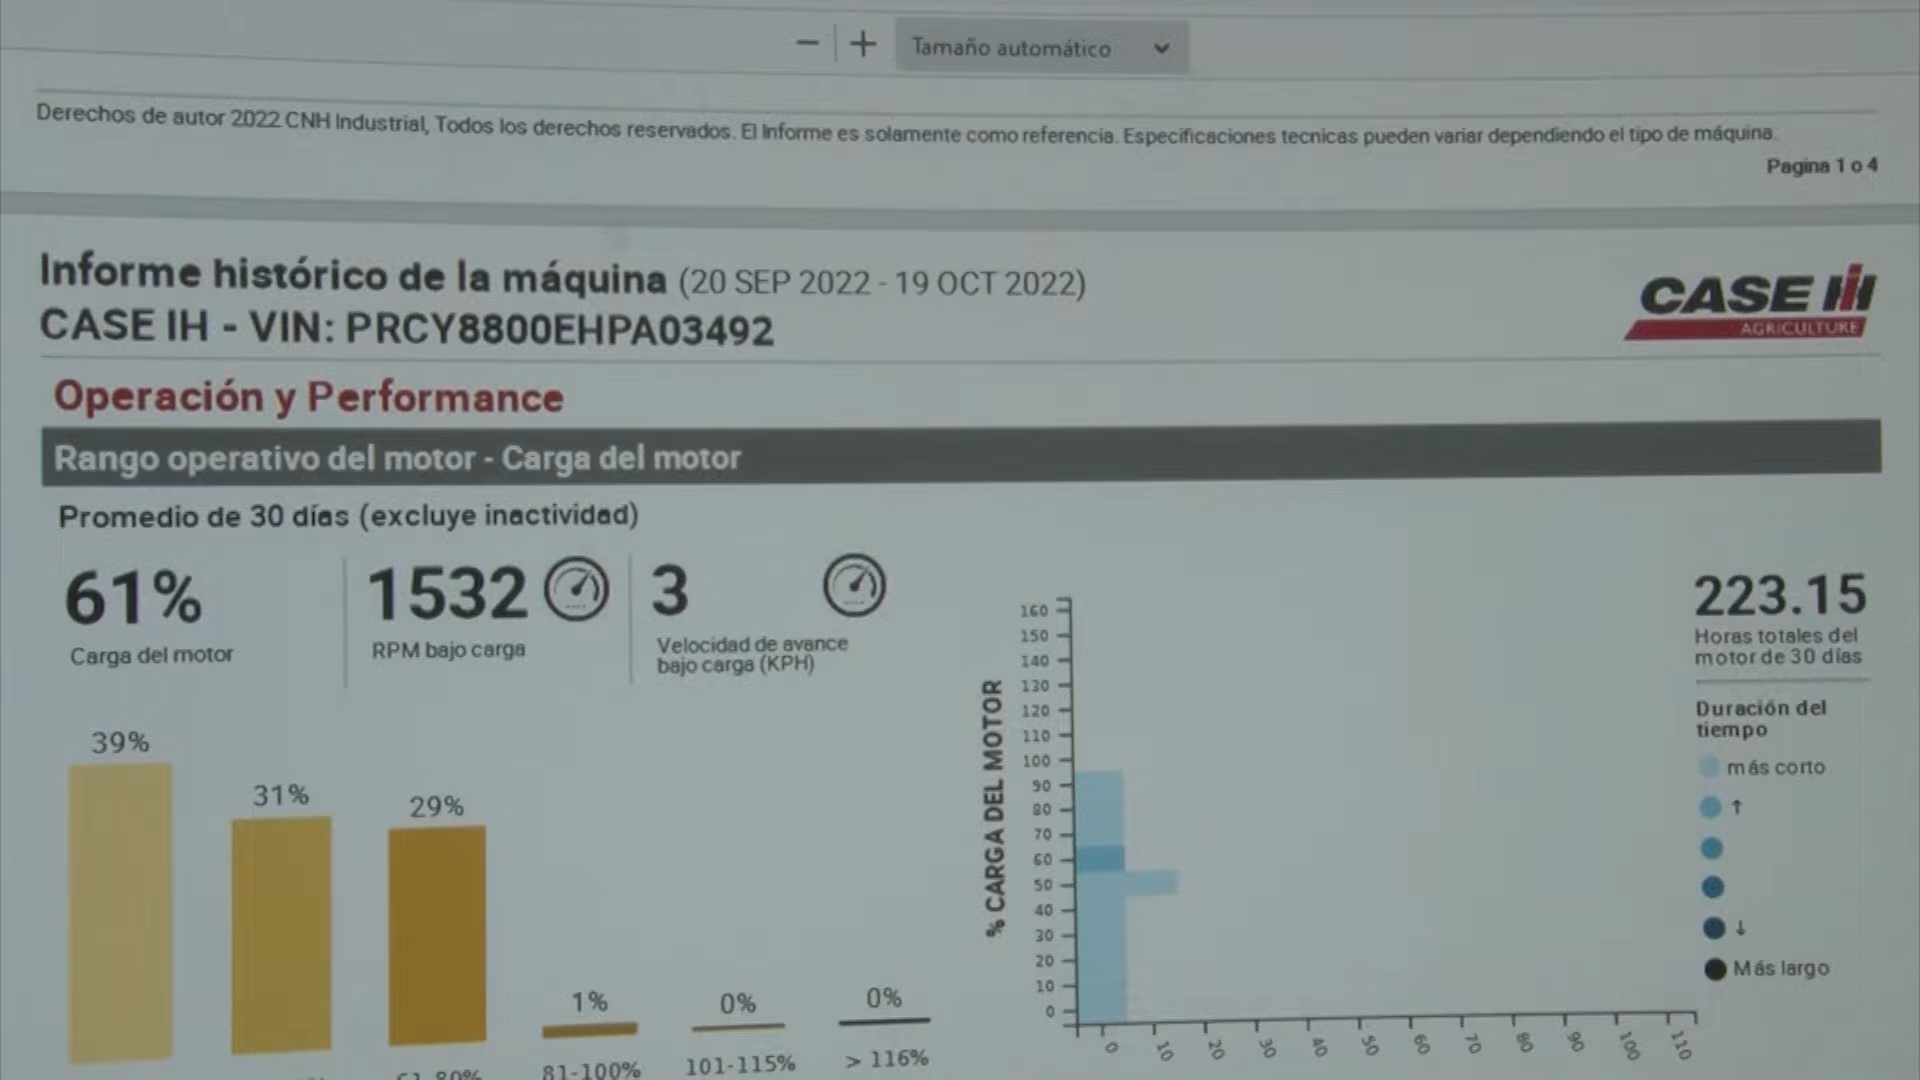 Tamaño automático
Derechos de autor 2022 CNH Industrial, Todos los derechos reservados. El Informe es solamente como referencia. Especificaciones tecnicas pueden variar dependiendo el tipo de máquina.
Pagina 1 o 4
Informe histórico de la máquina (20 SEP 2022 - 19 OCT 2022)
CASE IH - VIN: PRCY8800EHPA03492
CASE IH
AGRICULTURE
Operación y Performance
Rango operativo del motor - Carga del motor
Promedio de 30 días (excluye inactividad)
61%
Carga del motor
1532
RPM bajo carga
3
Velocidad de avance
bajo carga (KPH)
39%
31%
29%
1%
0%
0%
61-80%
81-100%
101-115%
> 116%
% CARGA DEL MOTOR
160
150
140
130
120
110
100
90
80
70
60
50
40
30
20
10
0
0 10 20 30 40 50 60 70 80 90 100 110
223.15
Horas totales del
motor de 30 días
Duración del
tiempo
más corto
↑
↓
Más largo